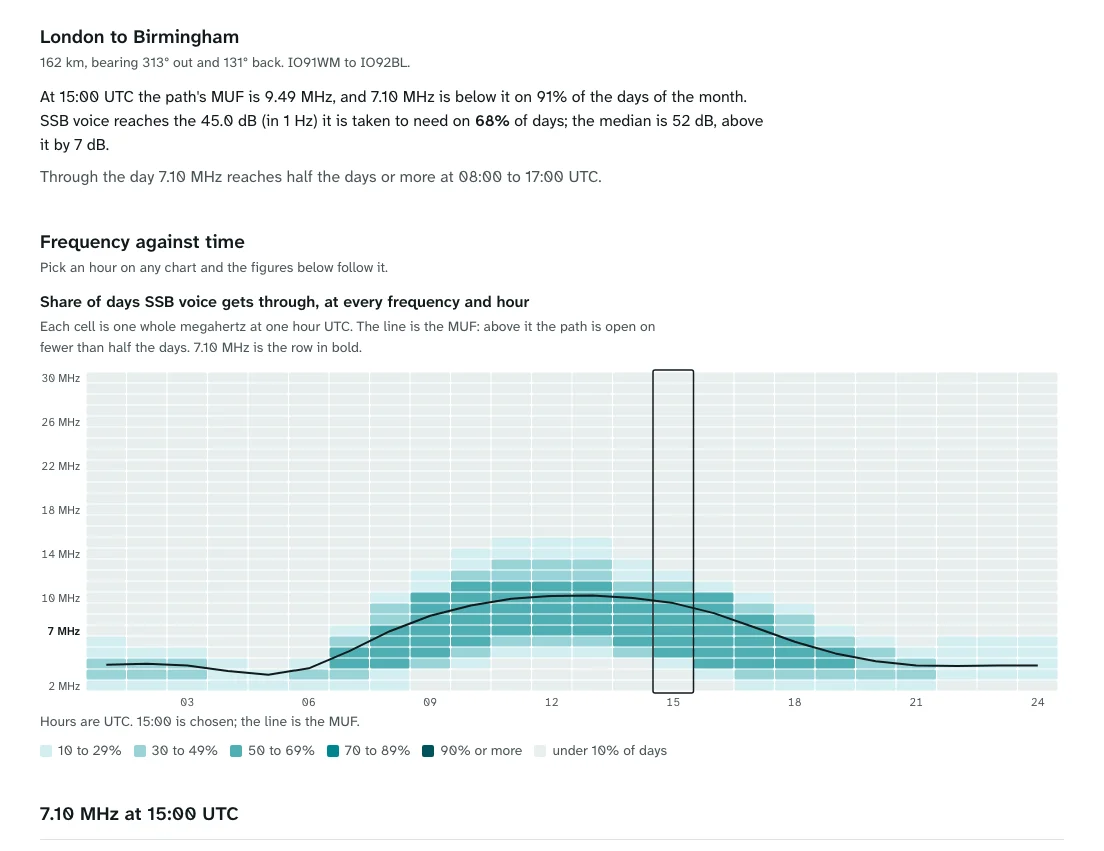 London to Birmingham
162 km, bearing 313° out and 131° back. IO91WM to IO92BL.
At 15:00 UTC the path's MUF is 9.49 MHz, and 7.10 MHz is below it on 91% of the days of the month.
SSB voice reaches the 45.0 dB (in 1 Hz) it is taken to need on 68% of days; the median is 52 dB, above
it by 7 dB.
Through the day 7.10 MHz reaches half the days or more at 08:00 to 17:00 UTC.
Frequency against time
Pick an hour on any chart and the figures below follow it.
Share of days SSB voice gets through, at every frequency and hour
Each cell is one whole megahertz at one hour UTC. The line is the MUF: above it the path is open on
fewer than half the days. 7.10 MHz is the row in bold.
30 MHz
26 MHz
22 MHz
18 MHz
14 MHz
10 MHz
7 MHz
2 MHz
03 06 09 12 15 18 21 24
Hours are UTC. 15:00 is chosen; the line is the MUF.
10 to 29% 30 to 49% 50 to 69% 70 to 89% 90% or more under 10% of days
7.10 MHz at 15:00 UTC